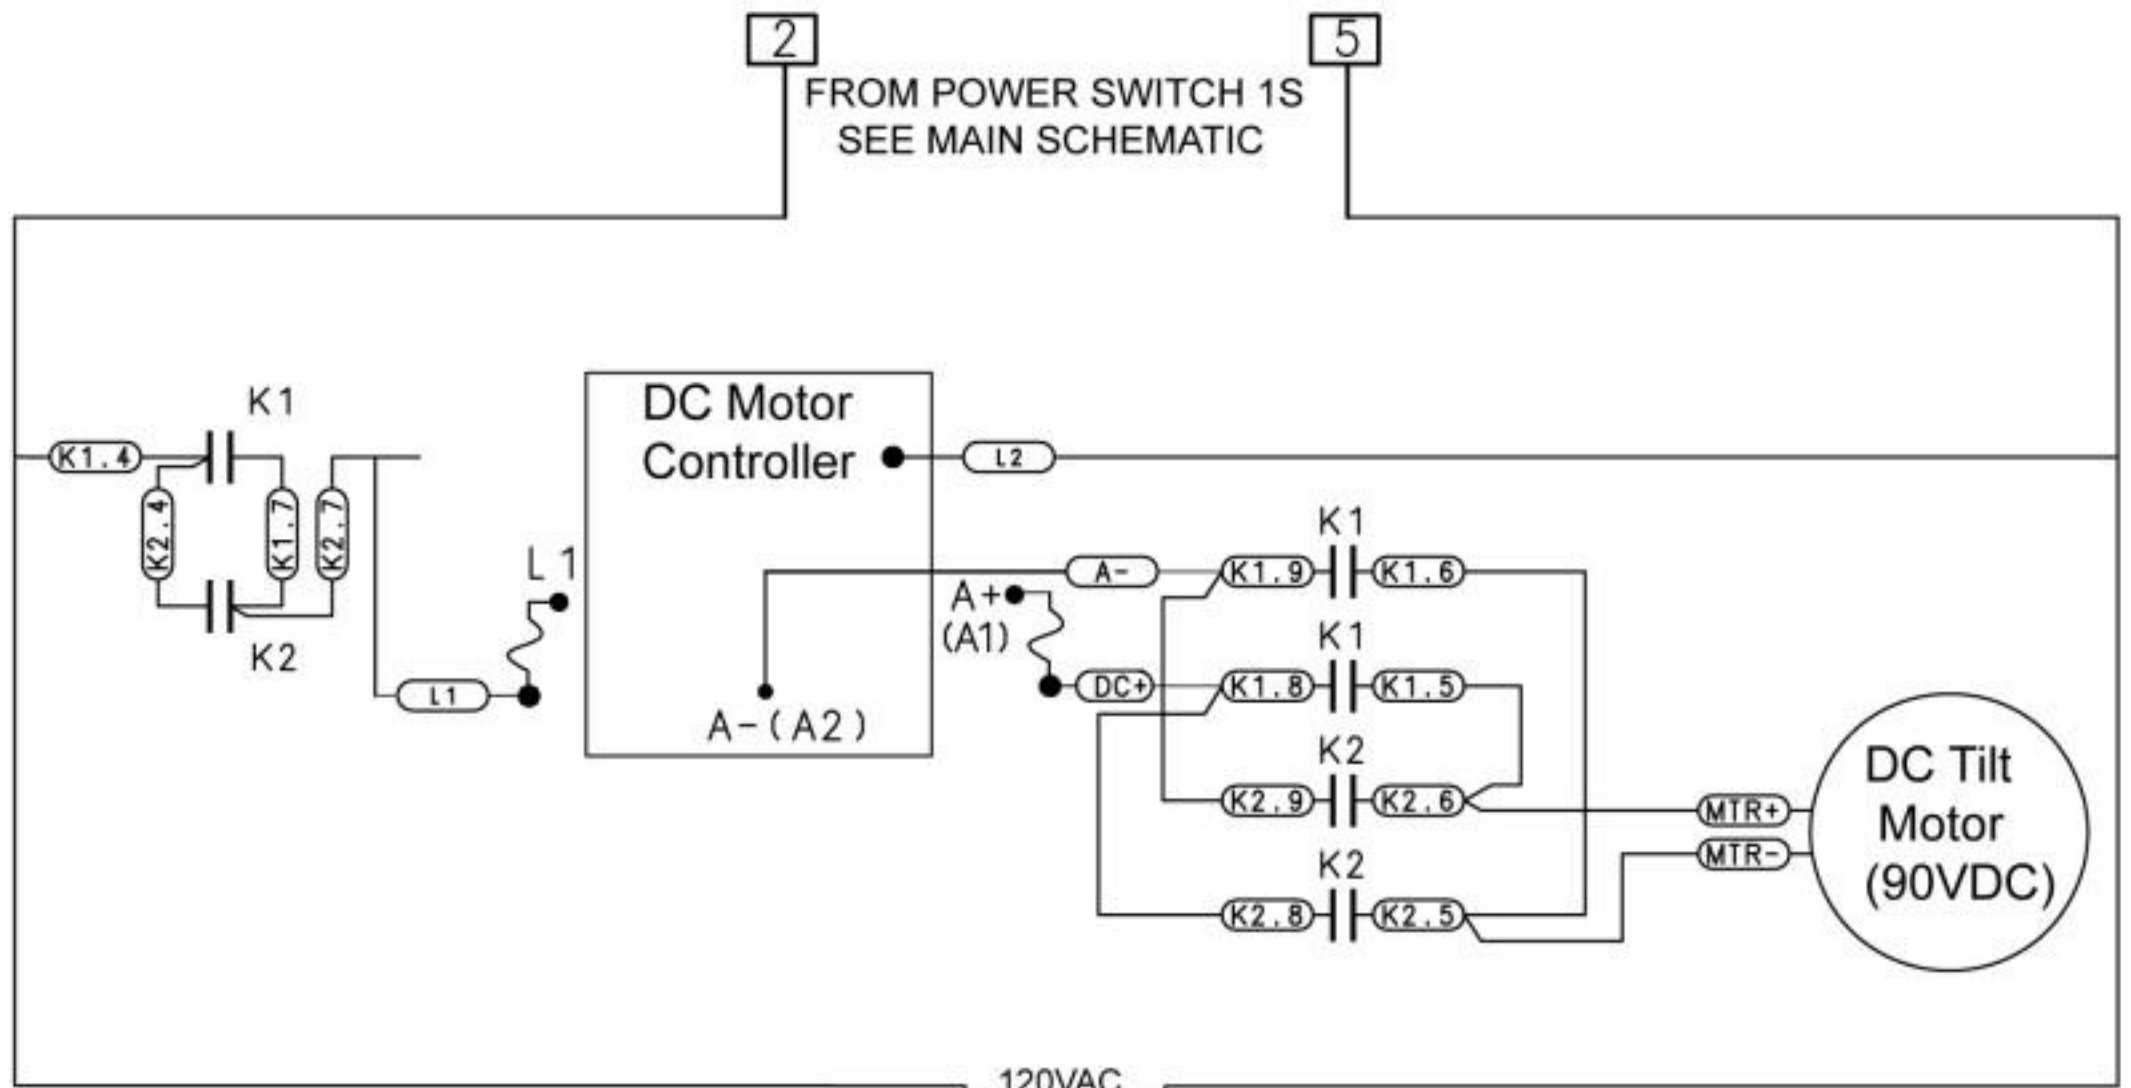 2
5
FROM POWER SWITCH 1S
SEE MAIN SCHEMATIC
K1
DC Motor
Controller
K1.4
L2
K2.4
K1.7
K2.7
K1
L1
A-
K1.9
K1.6
A+
(A1)
K1
K2
L1
DC+
K1.8
K1.5
A-(A2)
K2
DC Tilt
Motor
(90VDC)
K2.9
K2.6
MTR+
MTR-
K2
K2.8
K2.5
120VAC